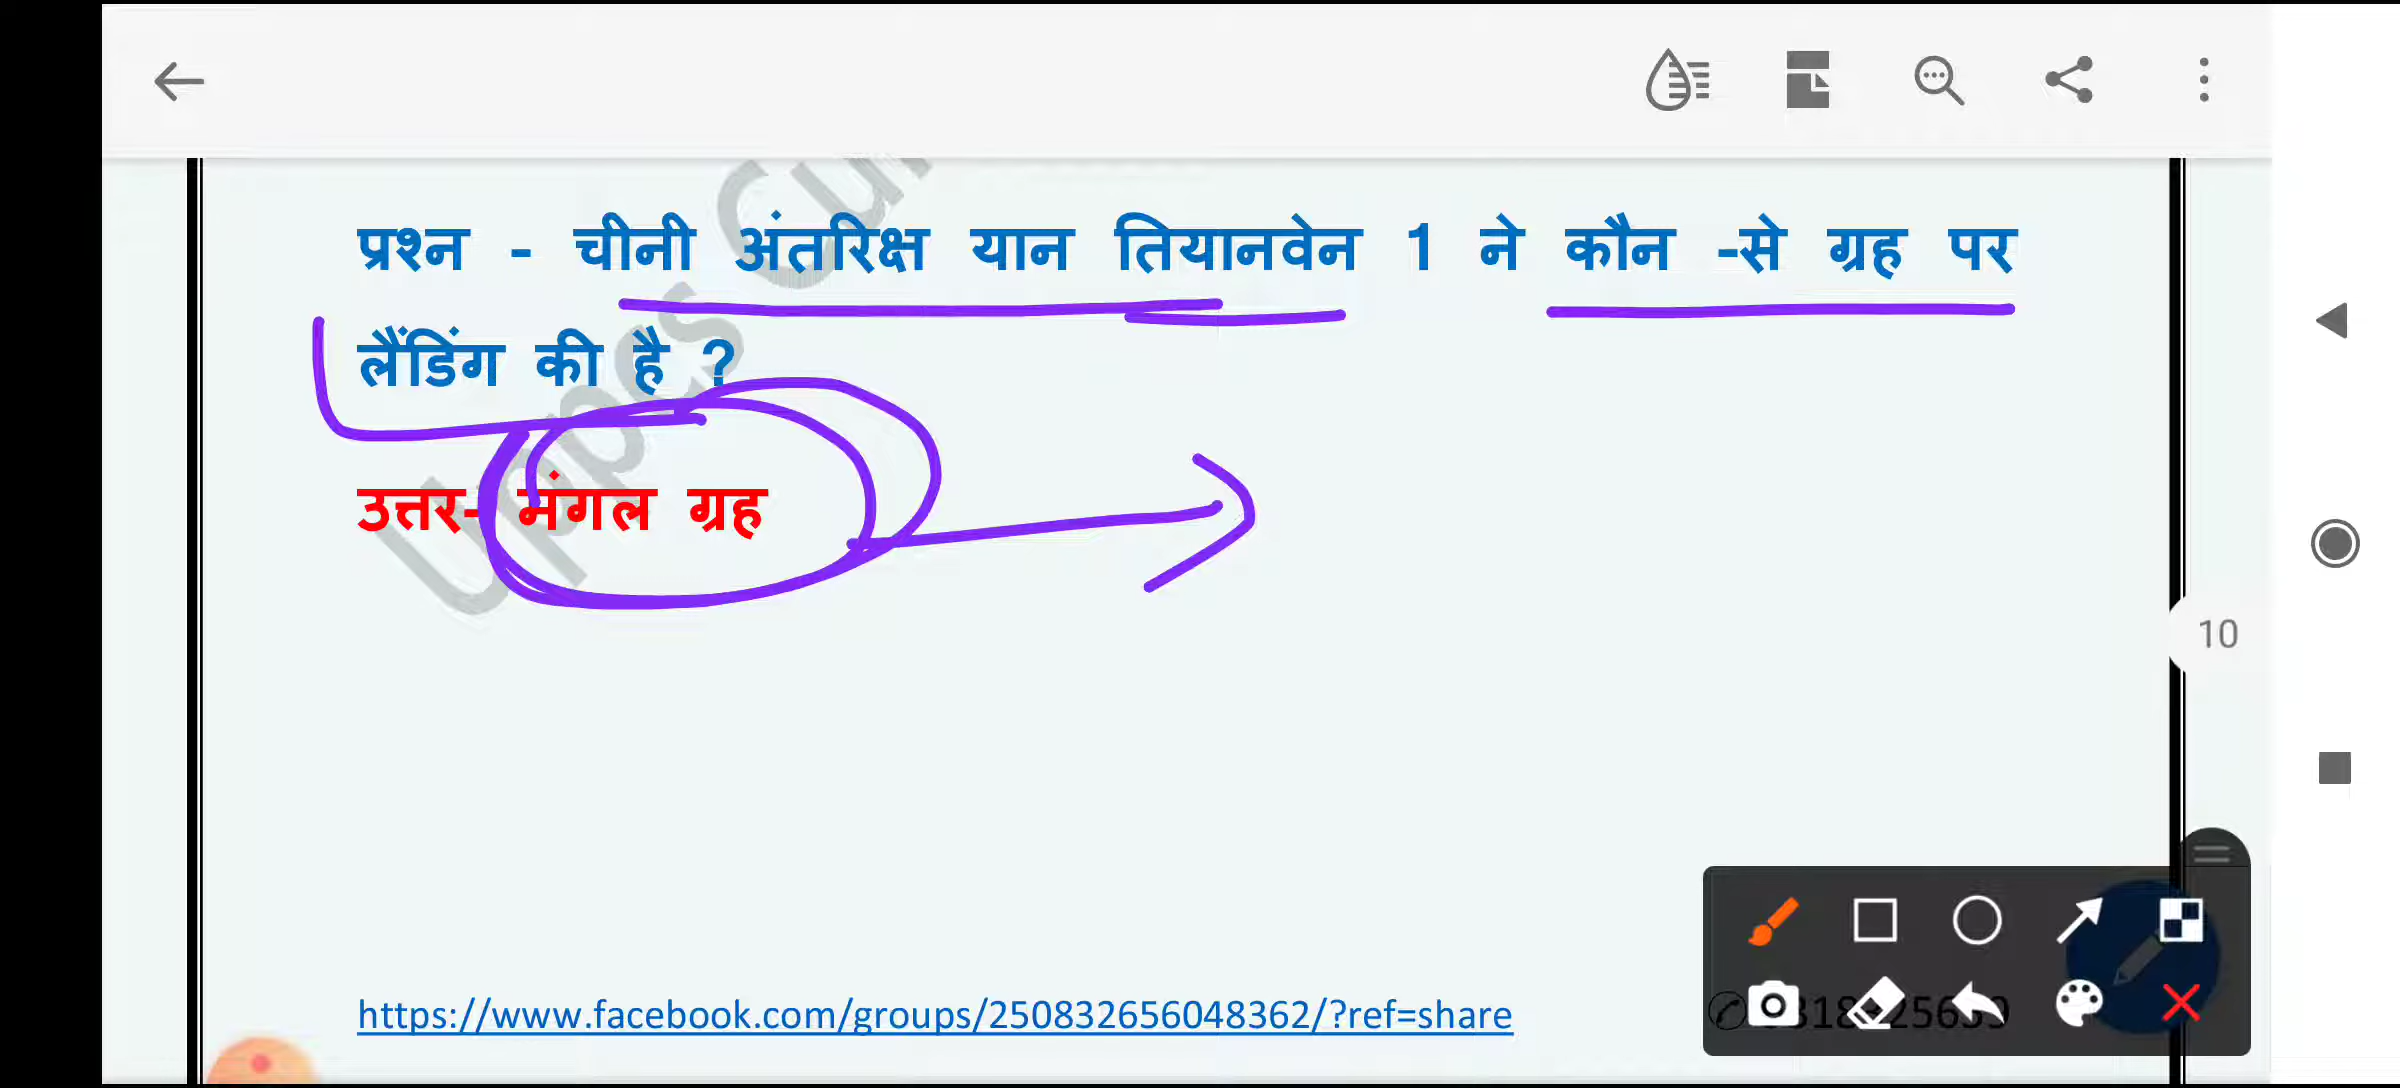 प्रश्न - चीनी अंतरिक्ष यान तियानवेन 1 ने कौन -से ग्रह पर
लैंडिंग की है ?
उत्तर- मंगल ग्रह
10
https://www.facebook.com/groups/250832656048362/?ref=share